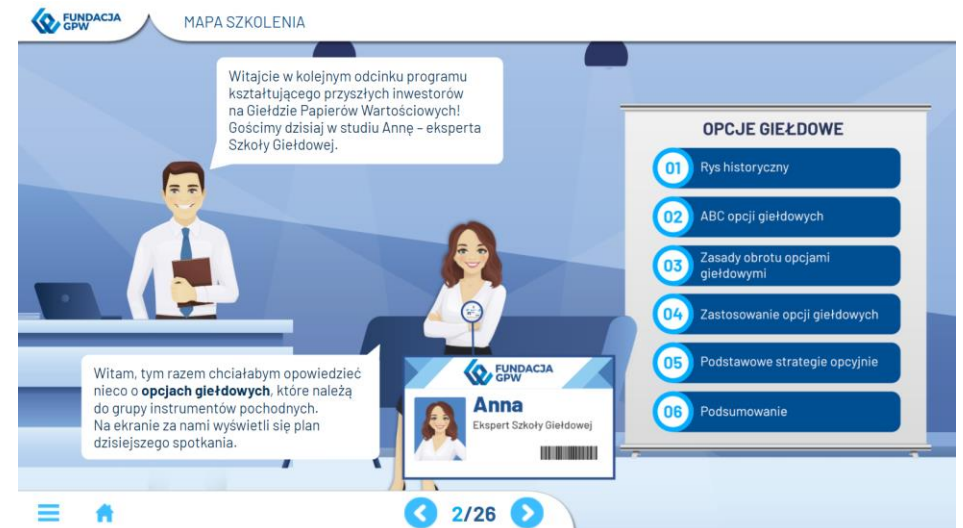 FUNDACJA
GPW
MAPA SZKOLENIA
Witajcie w kolejnym odcinku programu
kształtującego przyszłych inwestorów
na Giełdzie Papierów Wartościowych!
Gościmy dzisiaj w studiu Annę – eksperta
Szkoły Giełdowej.
OPCJE GIEŁDOWE
01 Rys historyczny
02 ABC opcji giełdowych
03 Zasady obrotu opcjami
giełdowymi
04 Zastosowanie opcji giełdowych
05 Podstawowe strategie opcyjnie
06 Podsumowanie
Witam, tym razem chciałabym opowiedzieć
nieco o opcjach giełdowych, które należą
do grupy instrumentów pochodnych.
Na ekranie za nami wyświetli się plan
dzisiejszego spotkania.
FUNDACJA
GPW
Anna
Ekspert Szkoły Giełdowej
2/26